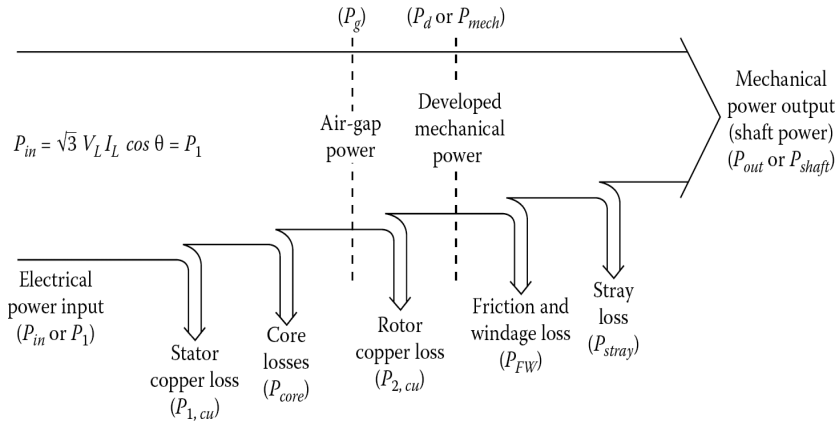 (P_g)
(P_d or P_mech)
Air-gap
power
Developed
mechanical
power
Mechanical
power output
(shaft power)
(P_out or P_shaft)
P_in = √3 V_L I_L cos θ = P_1
Electrical
power input
(P_in or P_1)
Stator
copper loss
(P_1, cu)
Core
losses
(P_core)
Rotor
copper loss
(P_2, cu)
Friction and
windage loss
(P_FW)
Stray
loss
(P_stray)